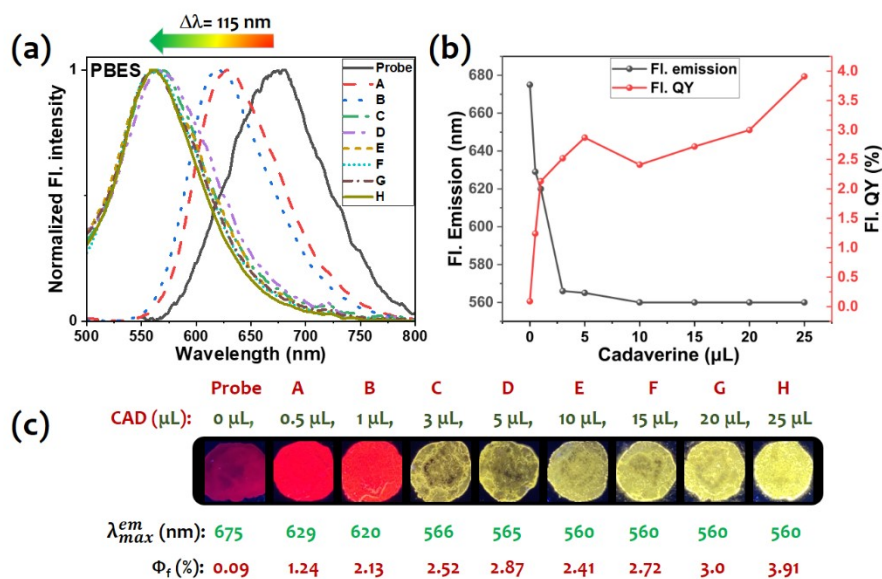 Δλ= 115 nm
(a)
PBES
Probe
A
B
C
D
E
F
G
H
1
0
Normalized Fl. intensity
500 550 600 650 700 750 800
Wavelength (nm)
(b)
Fl. emission
Fl. QY
680
660
640
620
600
580
560
Fl. Emission (nm)
4.0
3.5
3.0
2.5
2.0
1.5
1.0
0.5
0.0
Fl. QY (%)
0 5 10 15 20 25
Cadaverine (µL)
(c)
Probe A B C D E F G H
CAD (µL): 0 µL, 0.5 µL, 1 µL, 3 µL, 5 µL, 10 µL, 15 µL, 20 µL, 25 µL
λ^em_max (nm): 675 629 620 566 565 560 560 560 560
Φf (%): 0.09 1.24 2.13 2.52 2.87 2.41 2.72 3.0 3.91